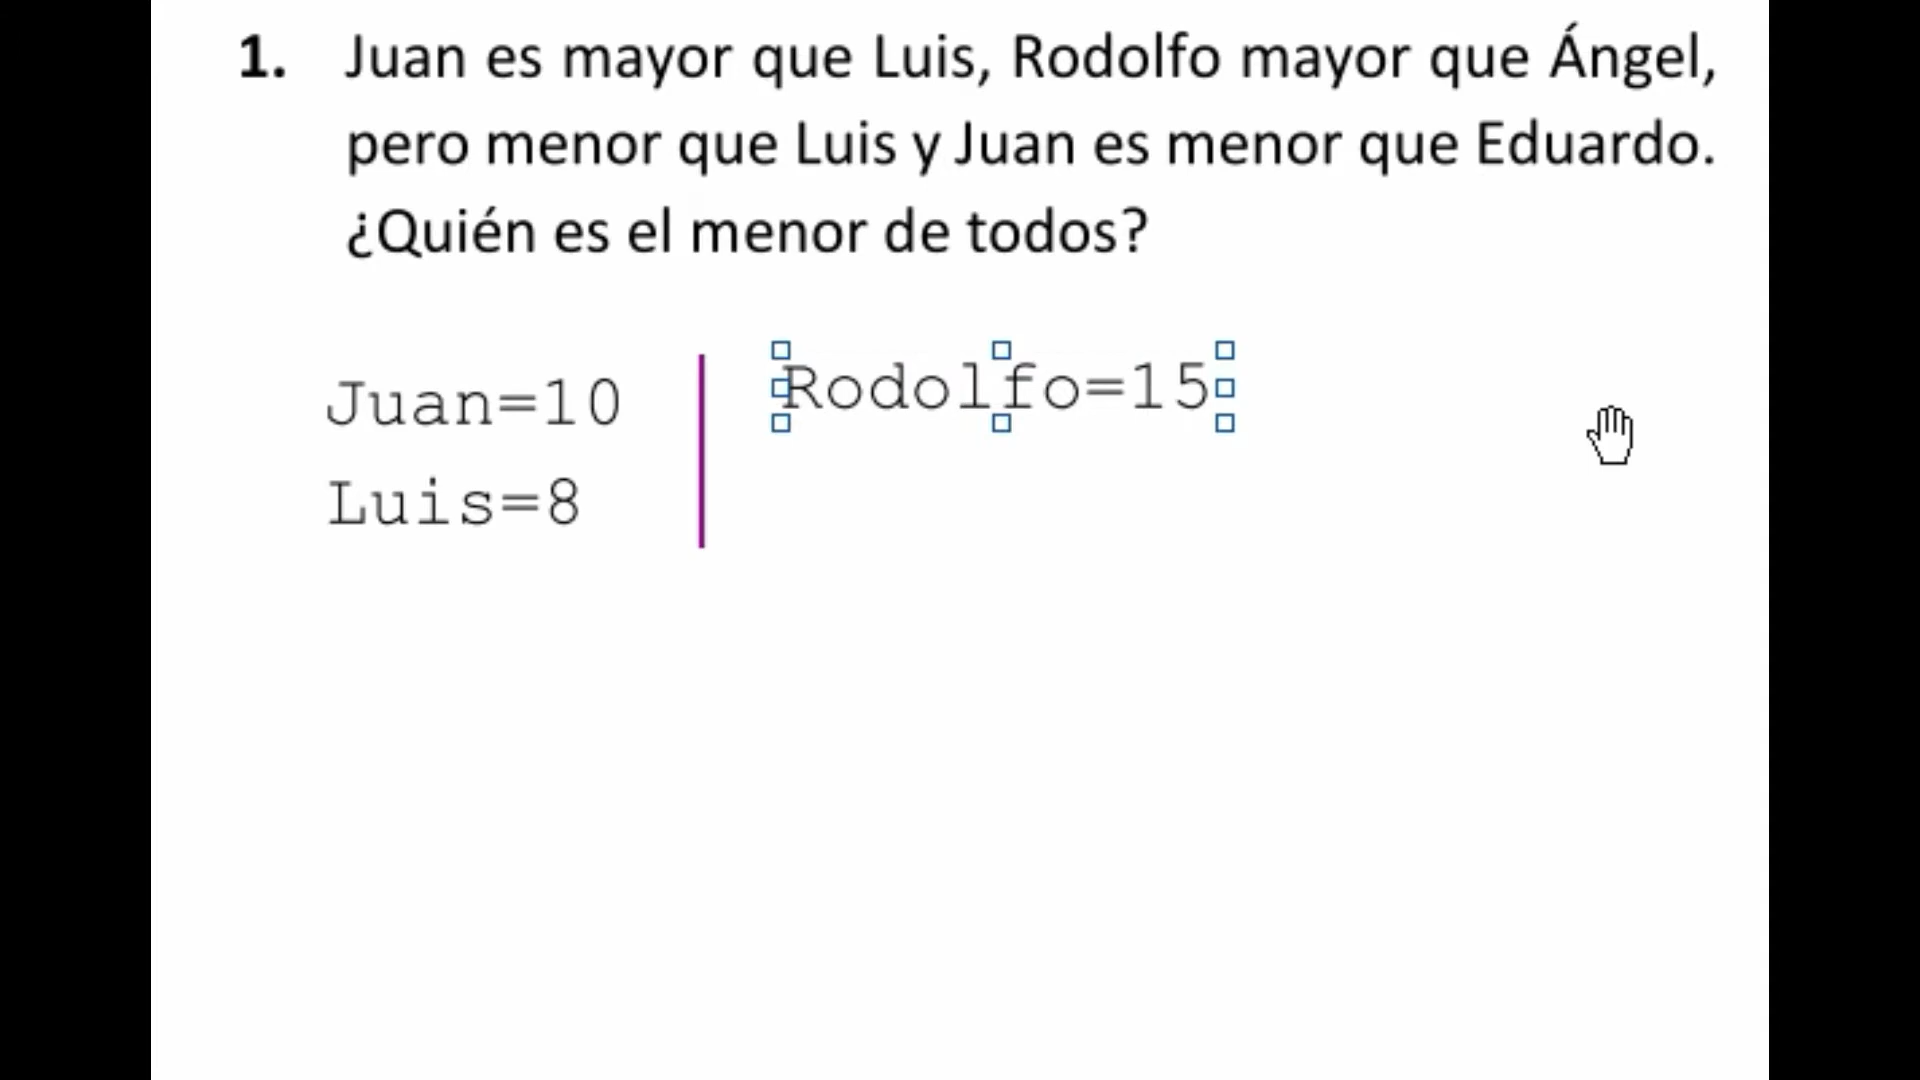 1. Juan es mayor que Luis, Rodolfo mayor que Ángel,
pero menor que Luis y Juan es menor que Eduardo.
¿Quién es el menor de todos?
Juan=10
Luis=8
Rodolfo=15